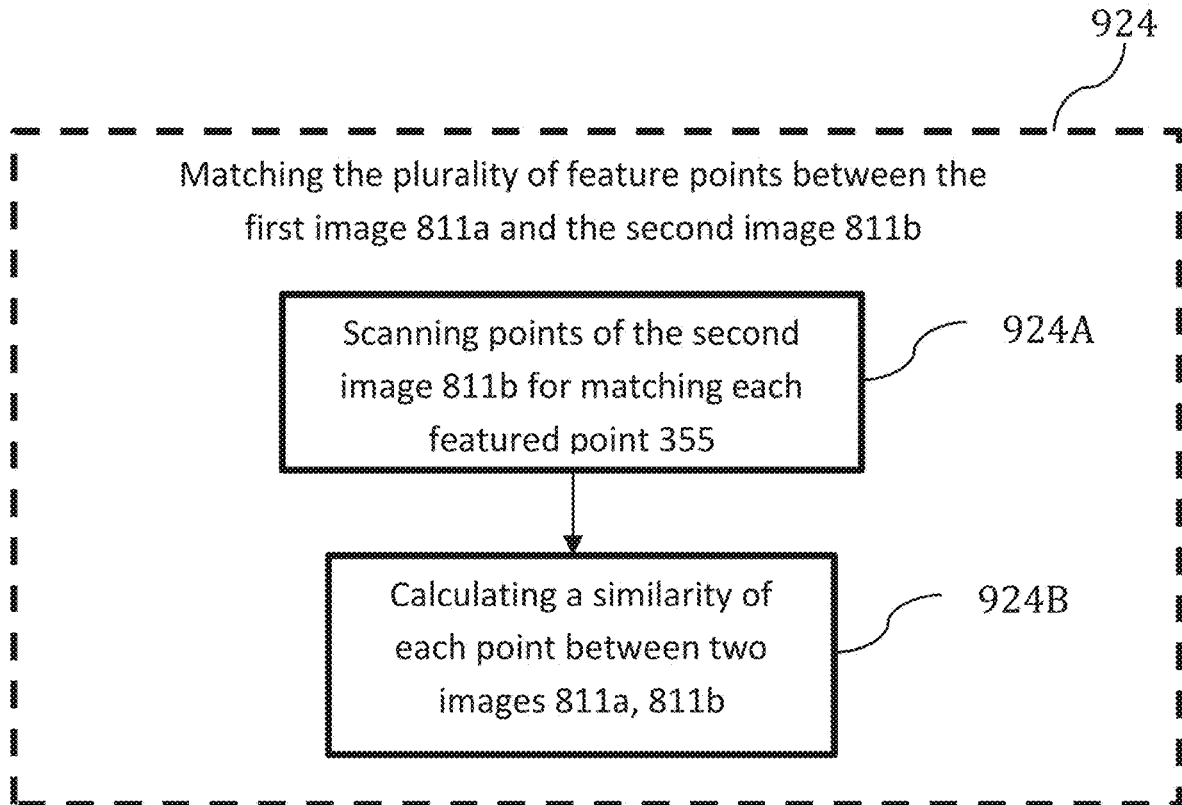 924
Matching the plurality of feature points between the
first image 811a and the second image 811b
Scanning points of the second
image 811b for matching each
featured point 355
924A
Calculating a similarity of
each point between two
images 811a, 811b
924B